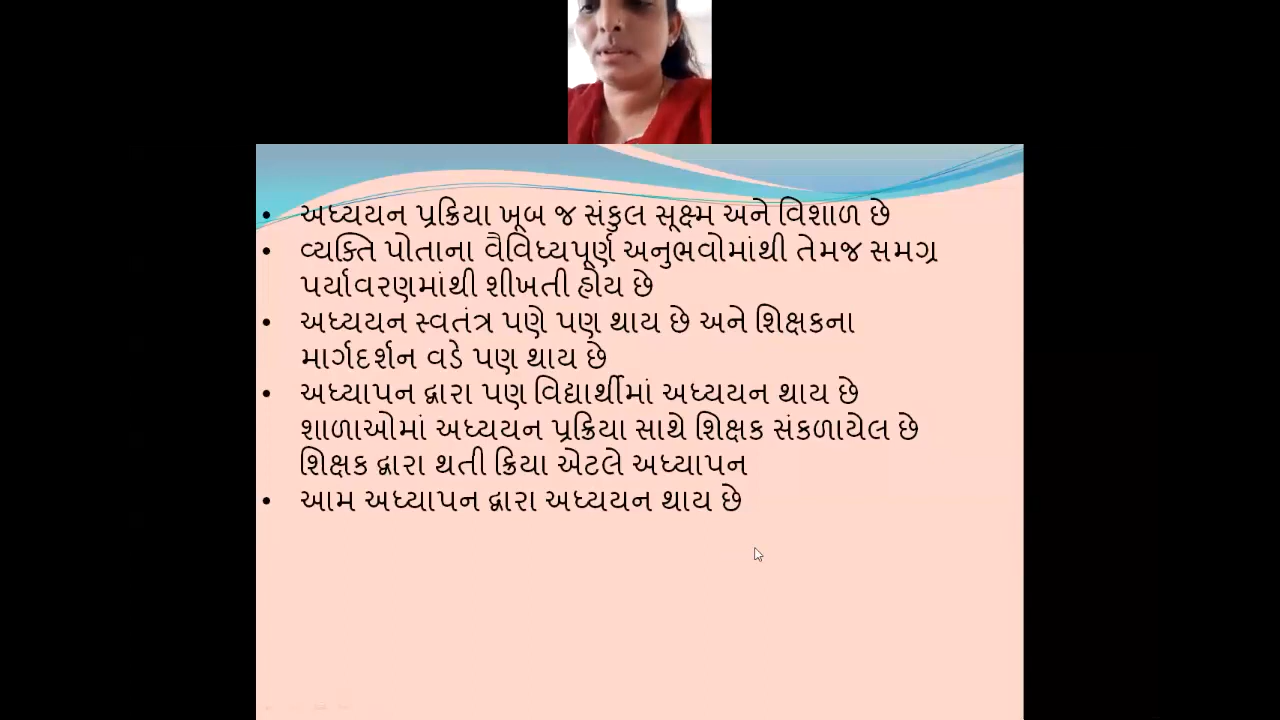 • અધ્યયન પ્રક્રિયા ખૂબ જ સંકુલ સૂક્ષ્મ અને વિશાળ છે
• વ્યક્તિ પોતાના વૈવિધ્યપૂર્ણ અનુભવોમાંથી તેમજ સમગ્ર
પર્યાવરણમાંથી શીખતી હોય છે
• અધ્યયન સ્વતંત્ર પણે પણ થાય છે અને શિક્ષકના
માર્ગદર્શન વડે પણ થાય છે
• અધ્યાપન દ્વારા પણ વિદ્યાર્થીમાં અધ્યયન થાય છે
શાળાઓમાં અધ્યયન પ્રક્રિયા સાથે શિક્ષક સંકળાયેલ છે
શિક્ષક દ્વારા થતી ક્રિયા એટલે અધ્યાપન
• આમ અધ્યાપન દ્વારા અધ્યયન થાય છે